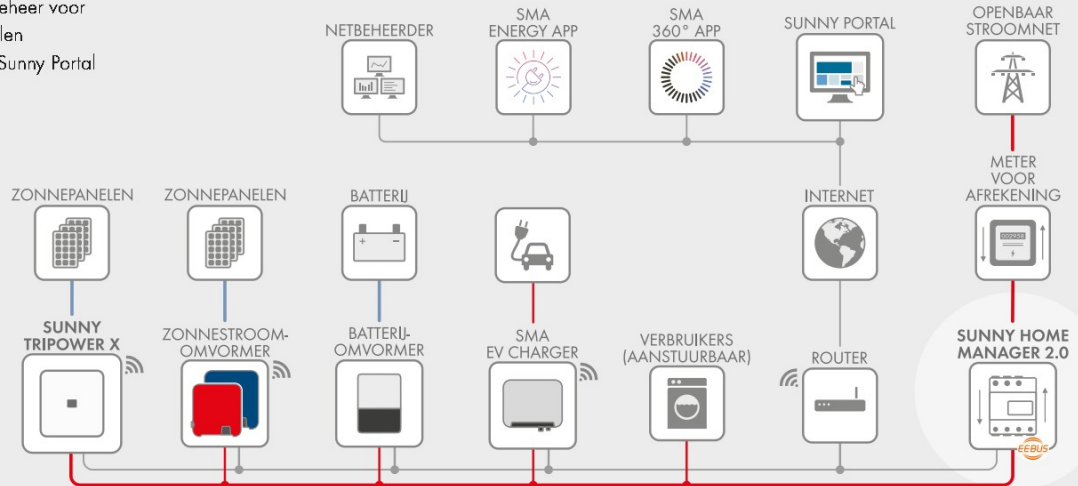 eheer voor
len
Sunny Portal
NETBEHEERDER
SMA
ENERGY APP
SMA
360° APP
SUNNY PORTAL
OPENBAAR
STROOMNET
METER
VOOR
AFREKENING
ZONNEPANELEN
ZONNEPANELEN
BATTERIJ
INTERNET
SUNNY
TRIPOWER X
ZONNESTROOM-
OMVORMER
BATTERIJ-
OMVORMER
SMA
EV CHARGER
VERBRUIKERS
(AANSTUURBAAR)
ROUTER
SUNNY HOME
MANAGER 2.0
EEBUS